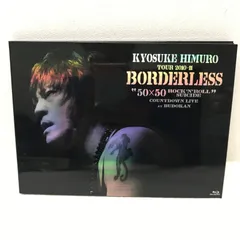 KYOSUKE HIMURO
TOUR 2010-11
BORDERLESS
"50×50 ROCK'N'ROLL
SUICIDE"
COUNTDOWN LIVE
at BUDOKAN